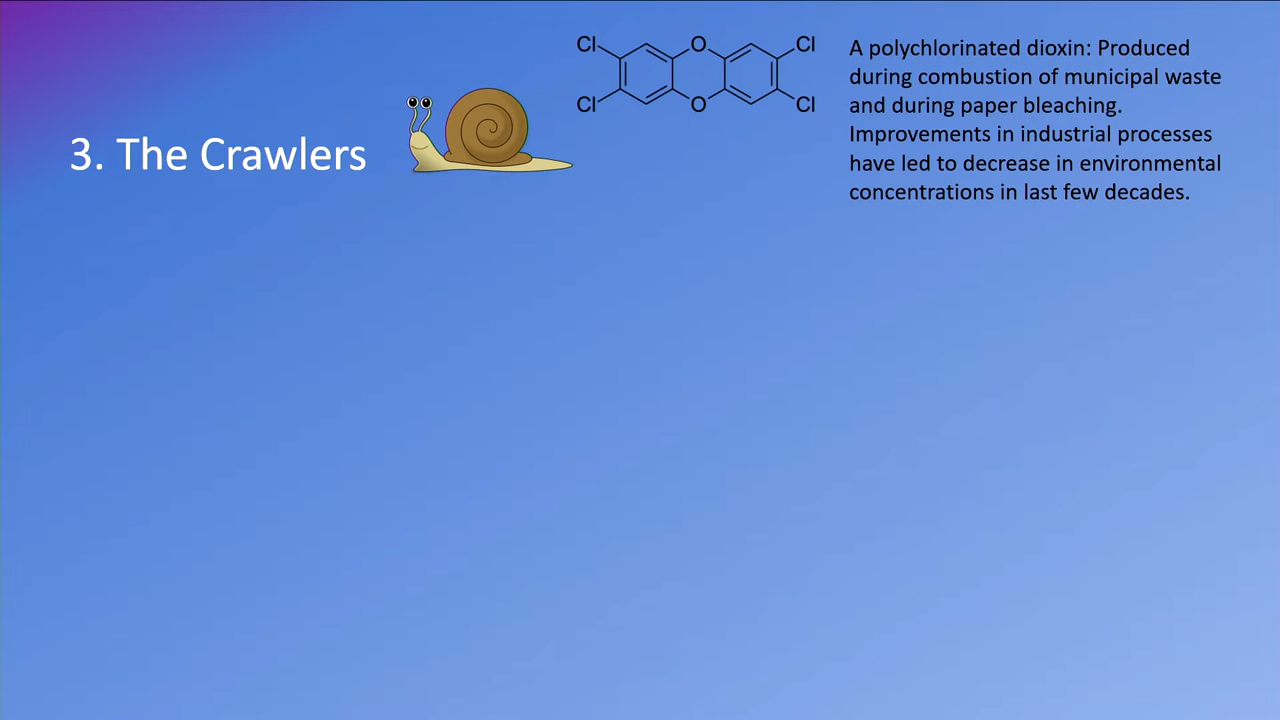 3. The Crawlers
Cl
O
Cl
Cl
O
Cl
A polychlorinated dioxin: Produced
during combustion of municipal waste
and during paper bleaching.
Improvements in industrial processes
have led to decrease in environmental
concentrations in last few decades.